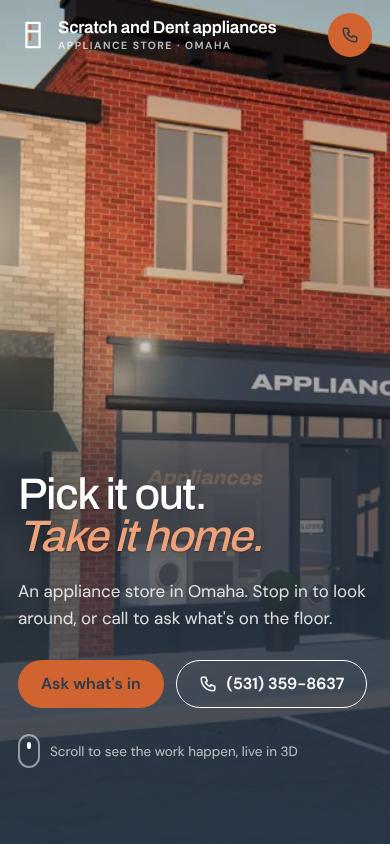 Scratch and Dent appliances
APPLIANCE STORE · OMAHA
APPLIANC
Appliances
Pick it out.
Take it home.
An appliance store in Omaha. Stop in to look
around, or call to ask what's on the floor.
Ask what's in
(531) 359-8637
Scroll to see the work happen, live in 3D